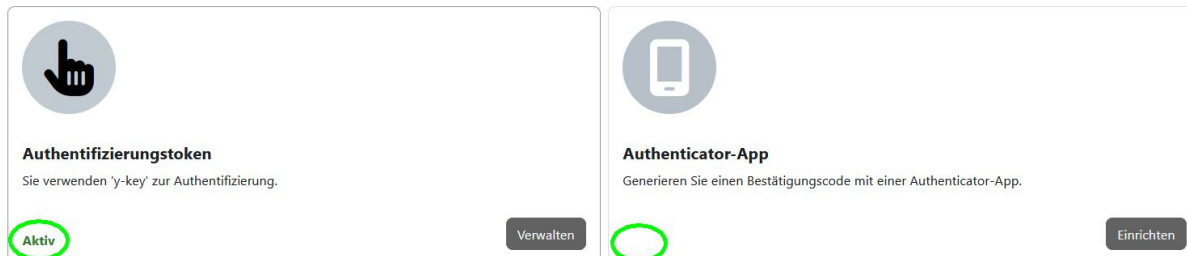 Authentifizierungstoken
Sie verwenden 'y-key' zur Authentifizierung.
Aktiv
Verwalten
Authenticator-App
Generieren Sie einen Bestätigungscode mit einer Authenticator-App.
Einrichten